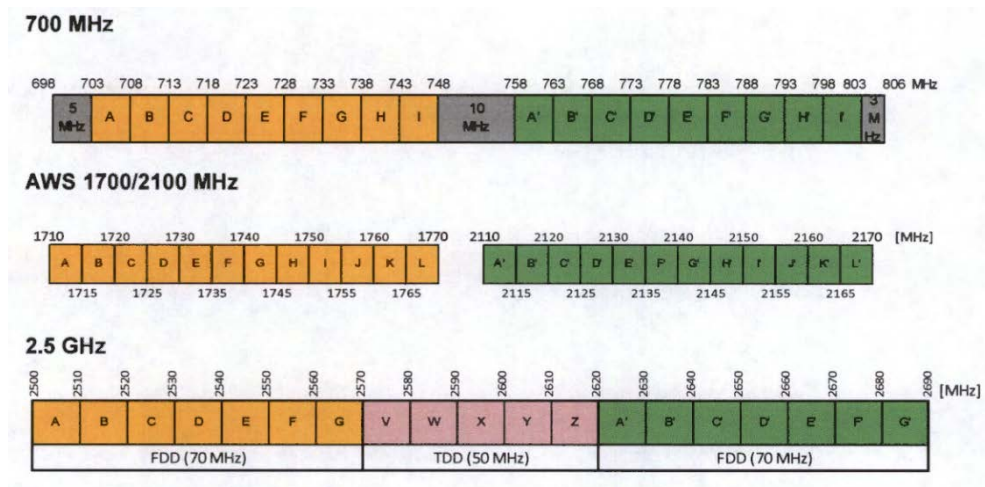 700 MHz
698 703 708 713 718 723 728 733 738 743 748 758 763 768 773 778 783 788 793 798 803 806 MHz
5 MHz A B C D E F G H I 10 MHz A' B' C' D' E' F' G' H' I' 3 M Hz
AWS 1700/2100 MHz
1710 1720 1730 1740 1750 1760 1770 2110 2120 2130 2140 2150 2160 2170 [MHz]
A B C D E F G H I J K L A' B' C' D' E' F' G' H' I' J' K' L'
1715 1725 1735 1745 1755 1765 2115 2125 2135 2145 2155 2165
2.5 GHz
2500 2510 2520 2530 2540 2550 2560 2570 2580 2590 2600 2610 2620 2630 2640 2650 2660 2670 2680 2690 [MHz]
A B C D E F G V W X Y Z A' B' C' D' E' F' G'
FDD (70 MHz) TDD (50 MHz) FDD (70 MHz)